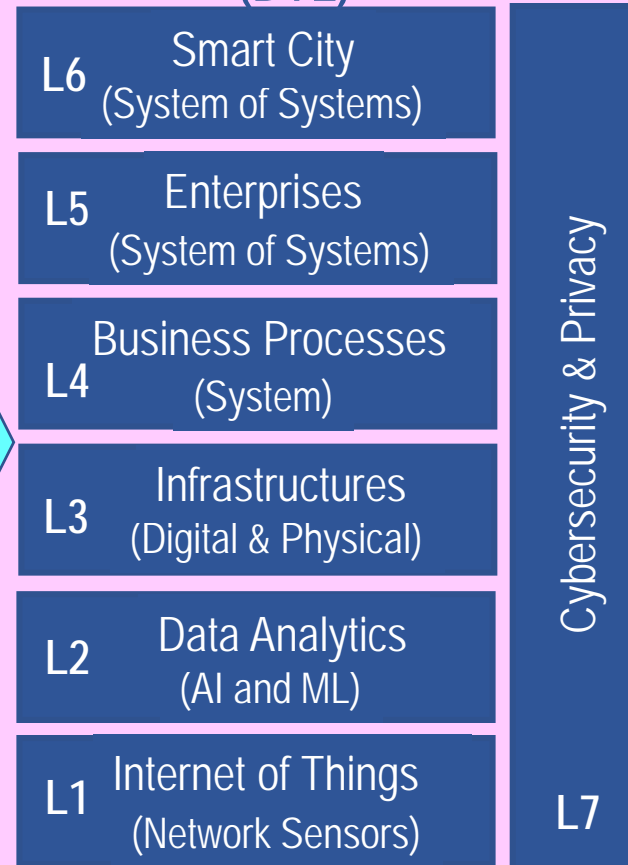 L6
Smart City
(System of Systems)
L5
Enterprises
(System of Systems)
L4
Business Processes
(System)
L3
Infrastructures
(Digital & Physical)
L2
Data Analytics
(AI and ML)
L1
Internet of Things
(Network Sensors)
Cybersecurity & Privacy
L7